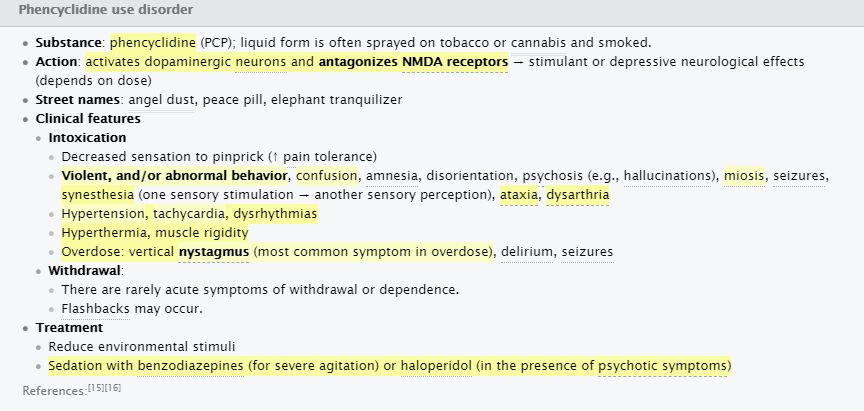 Phencyclidine use disorder
Substance: phencyclidine (PCP); liquid form is often sprayed on tobacco or cannabis and smoked.
Action: activates dopaminergic neurons and antagonizes NMDA receptors → stimulant or depressive neurological effects
(depends on dose)
Street names: angel dust, peace pill, elephant tranquilizer
Clinical features
Intoxication
Decreased sensation to pinprick (↑ pain tolerance)
Violent, and/or abnormal behavior, confusion, amnesia, disorientation, psychosis (e.g., hallucinations), miosis, seizures,
synesthesia (one sensory stimulation → another sensory perception), ataxia, dysarthria
Hypertension, tachycardia, dysrhythmias
Hyperthermia, muscle rigidity
Overdose: vertical nystagmus (most common symptom in overdose), delirium, seizures
Withdrawal:
There are rarely acute symptoms of withdrawal or dependence.
Flashbacks may occur.
Treatment
Reduce environmental stimuli
Sedation with benzodiazepines (for severe agitation) or haloperidol (in the presence of psychotic symptoms)
References:[15][16]